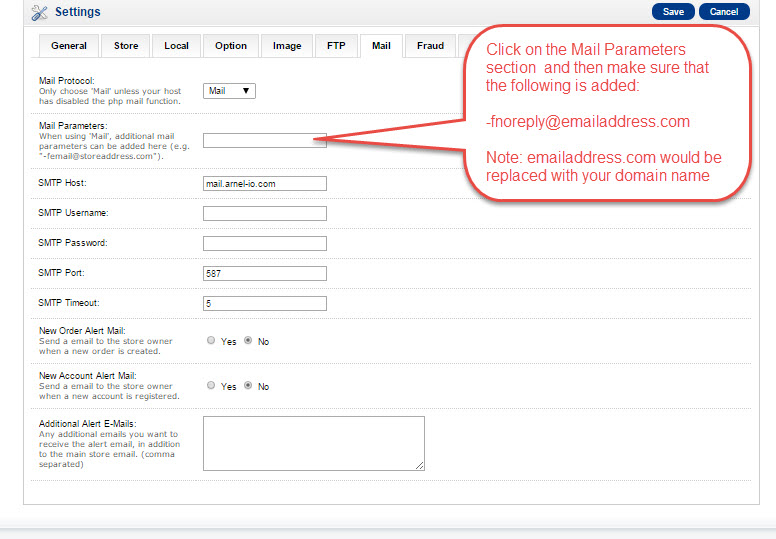 Settings
Save
Cancel
General
Store
Local
Option
Image
FTP
Mail
Fraud
Click on the Mail Parameters
section and then make sure that
the following is added:
-fnoreply@emailaddress.com
Note: emailaddress.com would be
replaced with your domain name
Mail Protocol:
Only choose 'Mail' unless your host
has disabled the php mail function.
Mail
Mail Parameters:
When using 'Mail', additional mail
parameters can be added here (e.g.
"-femail@storeaddress.com").
SMTP Host:
mail.arnel-io.com
SMTP Username:
SMTP Password:
SMTP Port:
587
SMTP Timeout:
5
New Order Alert Mail:
Send a email to the store owner
when a new order is created.
Yes
No
New Account Alert Mail:
Send a email to the store owner
when a new account is registered.
Yes
No
Additional Alert E-Mails:
Any additional emails you want to
receive the alert email, in addition
to the main store email. (comma
separated)